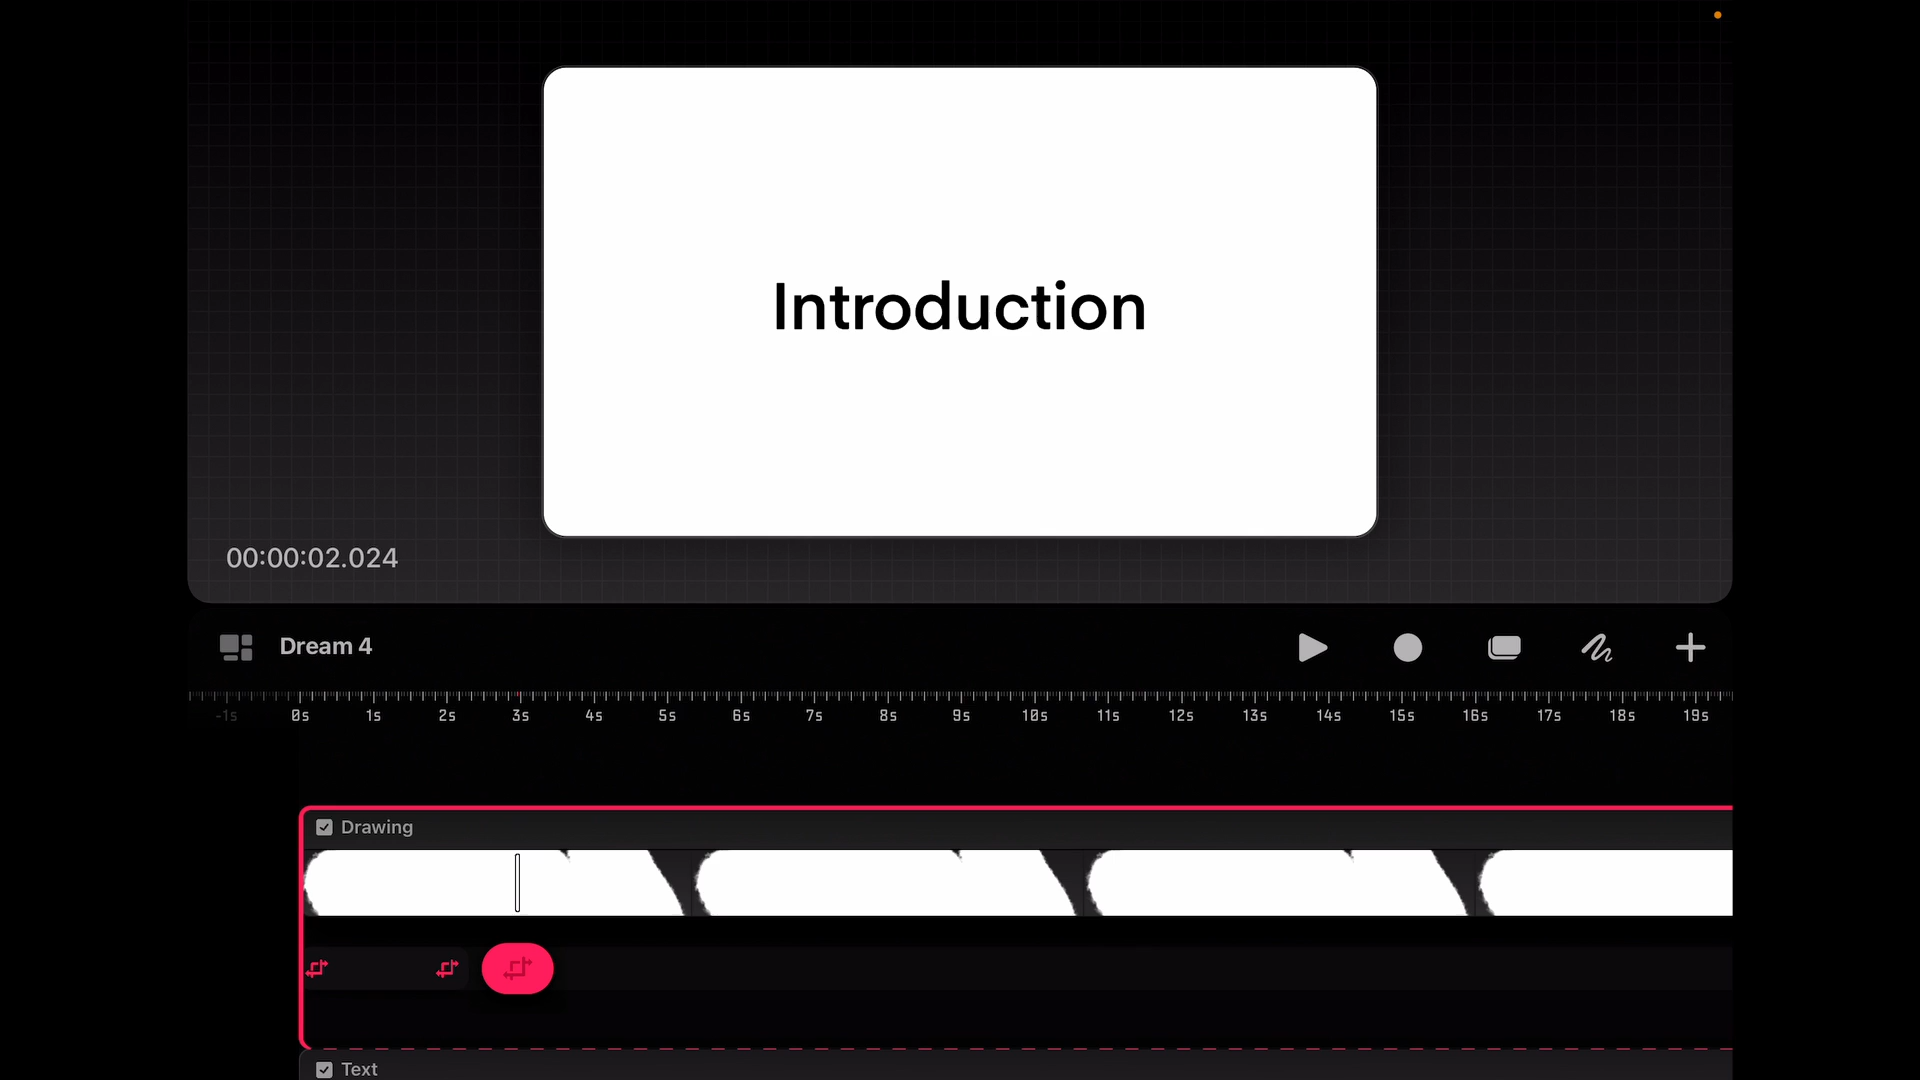 Introduction
00:00:02.024
Dream 4
-1s 0s 1s 2s 3s 4s 5s 6s 7s 8s 9s 10s 11s 12s 13s 14s 15s 16s 17s 18s 19s
Drawing
Text